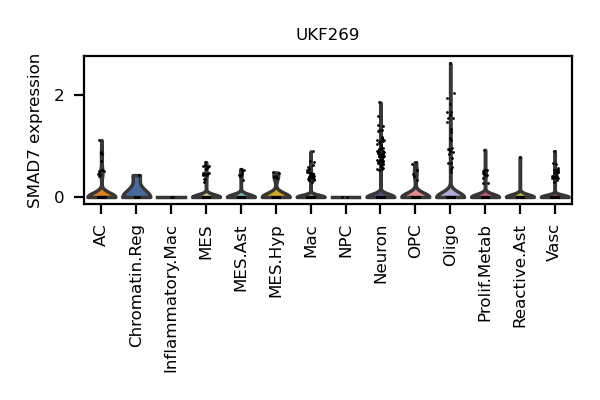 UKF269
SMAD7 expression
2
0
AC
Chromatin.Reg
Inflammatory.Mac
MES
MES.Ast
MES.Hyp
Mac
NPC
Neuron
OPC
Oligo
Prolif.Metab
Reactive.Ast
Vasc